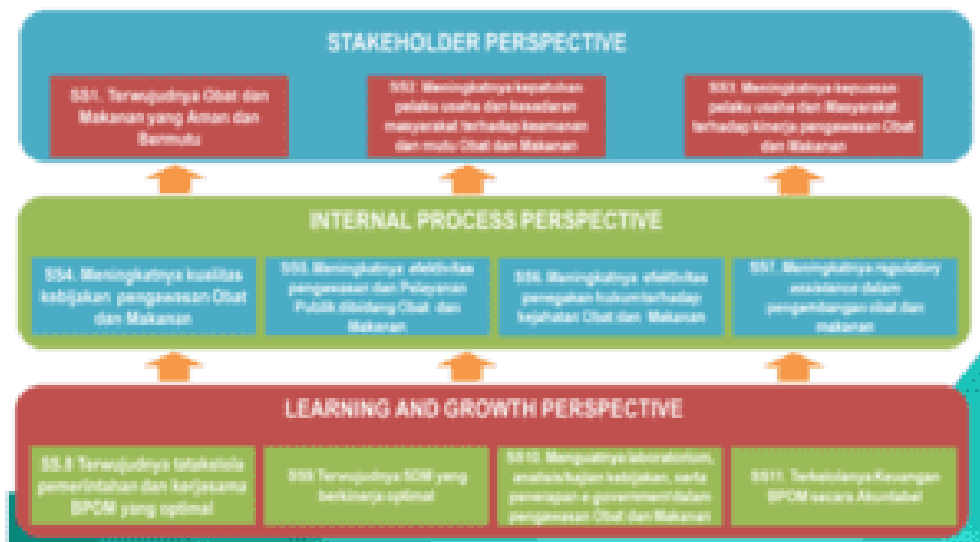 STAKEHOLDER PERSPECTIVE
SS1. Terwujudnya Obat dan
Makanan yang Aman dan
Bermutu
SS2. Meningkatnya kepatuhan
pelaku usaha dan kesadaran
masyarakat terhadap keamanan
dan mutu Obat dan Makanan
SS3. Meningkatnya kepuasan
pelaku usaha dan Masyarakat
terhadap kinerja pengawasan Obat
dan Makanan
INTERNAL PROCESS PERSPECTIVE
SS4. Meningkatnya kualitas
kebijakan pengawasan Obat
dan Makanan
SS5. Meningkatnya efektivitas
pengawasan dan Pelayanan
Publik dibidang Obat dan
Makanan
SS6. Meningkatnya efektivitas
penegakan hukum terhadap
kejahatan Obat dan Makanan
SS7. Meningkatnya regulatory
assistance dalam
pengembangan obat dan
makanan
LEARNING AND GROWTH PERSPECTIVE
SS.8 Terwujudnya tatakelola
pemerintahan dan kerjasama
BPOM yang optimal
SS9 Terwujudnya SDM yang
berkinerja optimal
SS10. Menguatnya laboratorium,
analisis/kajian kebijakan, serta
penerapan e-government dalam
pengawasan Obat dan Makanan
SS11. Terkelolanya Keuangan
BPOM secara Akuntabel